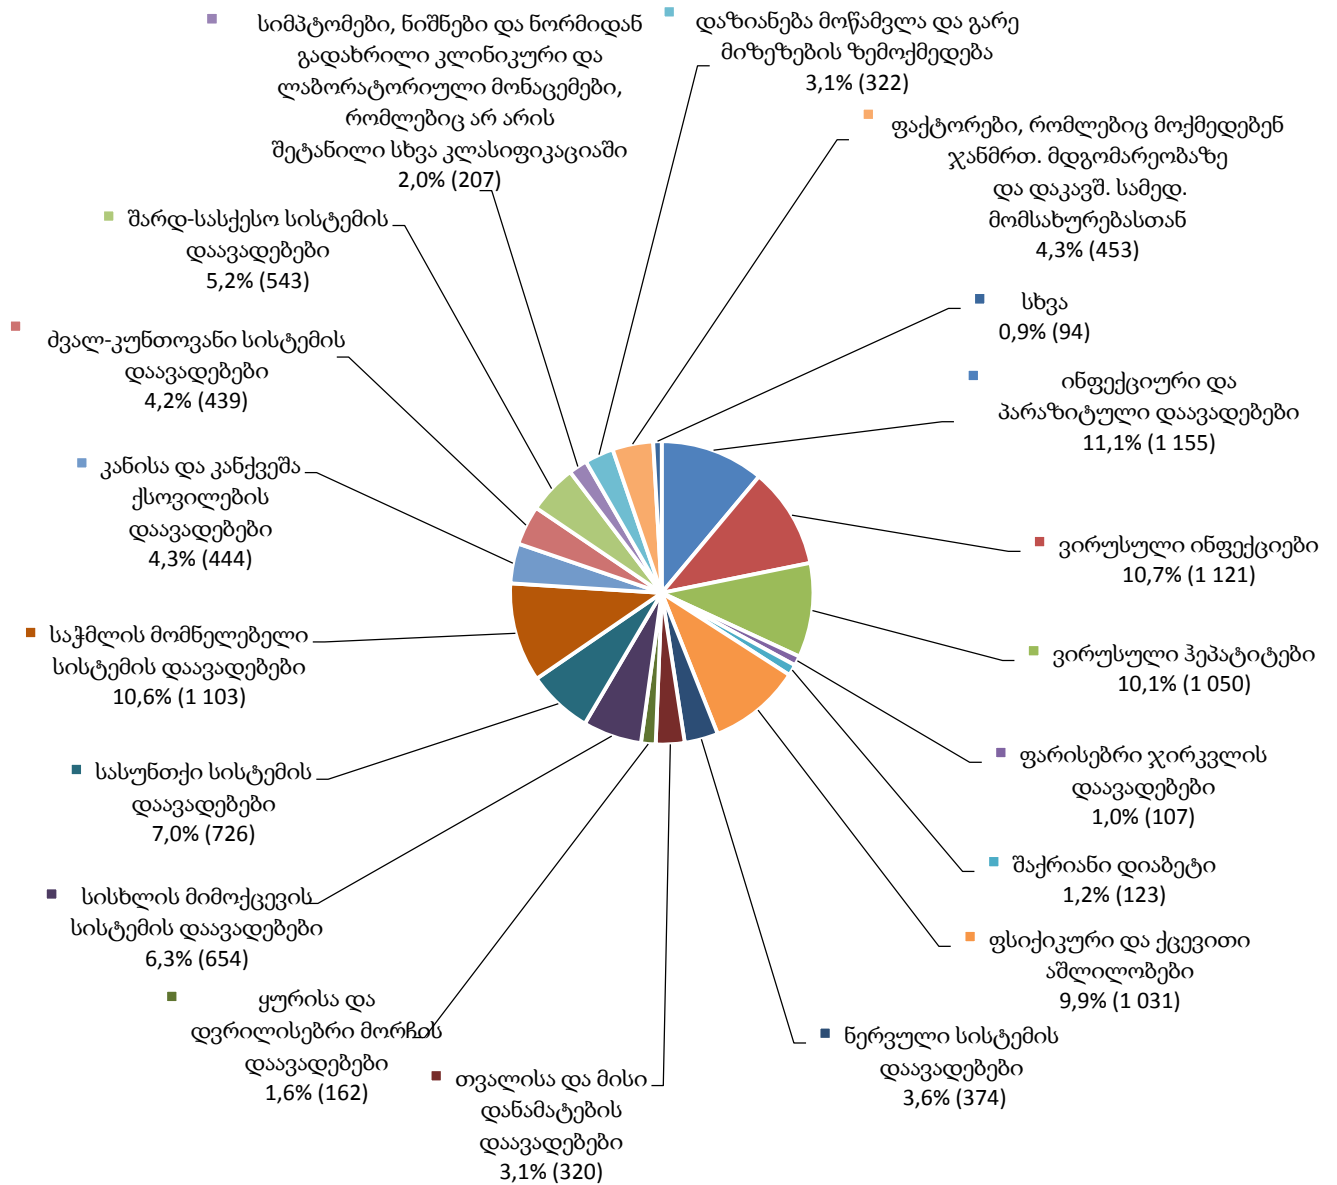 სიმპტომები, ნიშნები და ნორმიდან
გადახრილი კლინიკური და
ლაბორატორიული მონაცემები,
რომლებიც არ არის
შეტანილი სხვა კლასიფიკაციაში
2,0% (207)
დაზიანება მოწამვლა და გარე
მიზეზების ზემოქმედება
3,1% (322)
ფაქტორები, რომლებიც მოქმედებენ
ჯანმრთ. მდგომარეობაზე
და დაკავშ. სამედ.
მომსახურებასთან
4,3% (453)
სხვა
0,9% (94)
ინფექციური და
პარაზიტული დაავადებები
11,1% (1 155)
ვირუსული ინფექციები
10,7% (1 121)
ვირუსული ჰეპატიტები
10,1% (1 050)
ფარისებრი ჯირკვლის
დაავადებები
1,0% (107)
შაქრიანი დიაბეტი
1,2% (123)
ფსიქიკური და ქცევითი
აშლილობები
9,9% (1 031)
ნერვული სისტემის
დაავადებები
3,6% (374)
თვალისა და მისი
დანამატების
დაავადებები
3,1% (320)
ყურისა და
დვრილისებრი მორჩის
დაავადებები
1,6% (162)
სისხლის მიმოქცევის
სისტემის დაავადებები
6,3% (654)
სასუნთქი სისტემის
დაავადებები
7,0% (726)
საჭმლის მომნელებელი
სისტემის დაავადებები
10,6% (1 103)
კანისა და კანქვეშა
ქსოვილების
დაავადებები
4,3% (444)
ძვალ-კუნთოვანი სისტემის
დაავადებები
4,2% (439)
შარდ-სასქესო სისტემის
დაავადებები
5,2% (543)